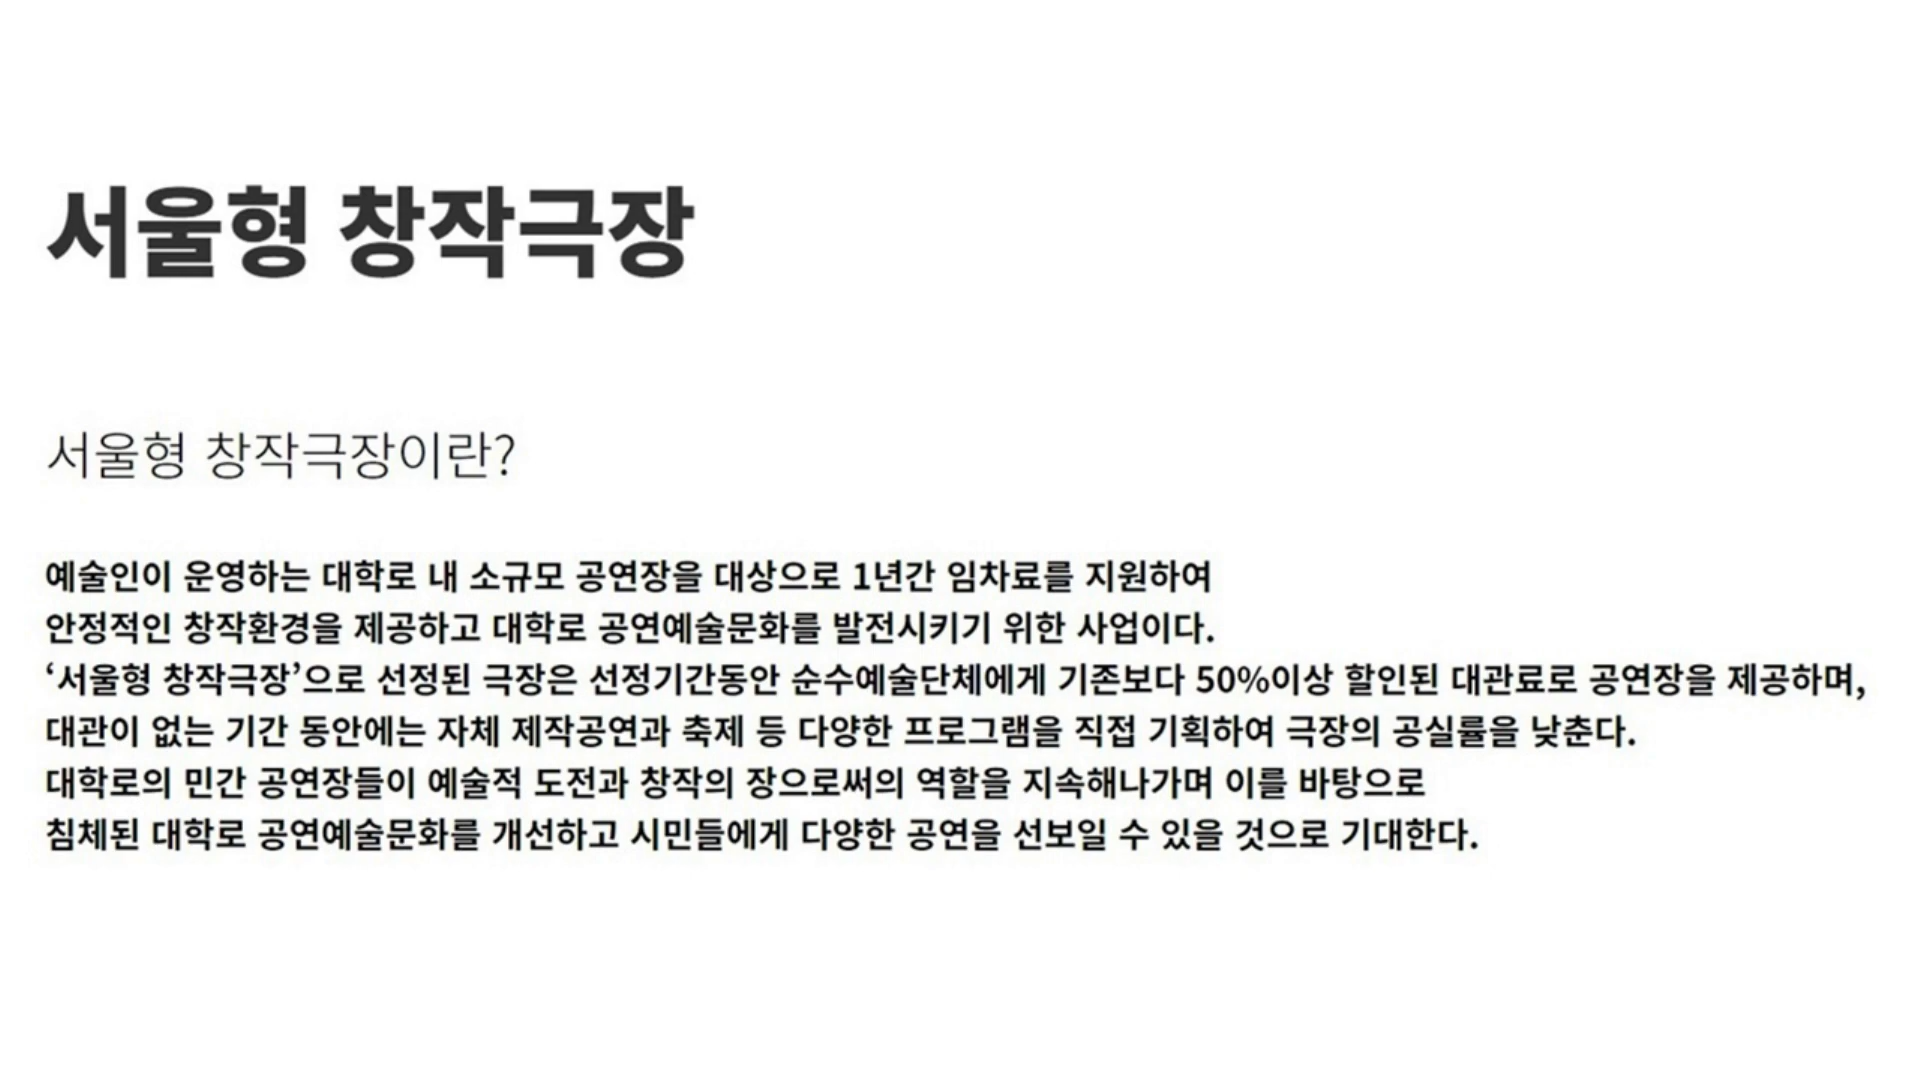 서울형 창작극장
서울형 창작극장이란?
예술인이 운영하는 대학로 내 소규모 공연장을 대상으로 1년간 임차료를 지원하여
안정적인 창작환경을 제공하고 대학로 공연예술문화를 발전시키기 위한 사업이다.
‘서울형 창작극장’으로 선정된 극장은 선정기간동안 순수예술단체에게 기존보다 50%이상 할인된 대관료로 공연장을 제공하며,
대관이 없는 기간 동안에는 자체 제작공연과 축제 등 다양한 프로그램을 직접 기획하여 극장의 공실률을 낮춘다.
대학로의 민간 공연장들이 예술적 도전과 창작의 장으로써의 역할을 지속해나가며 이를 바탕으로
침체된 대학로 공연예술문화를 개선하고 시민들에게 다양한 공연을 선보일 수 있을 것으로 기대한다.